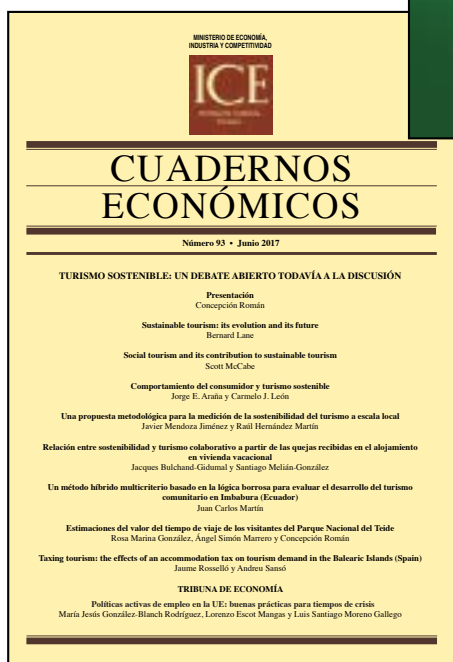 MINISTERIO DE ECONOMÍA,
INDUSTRIA Y COMPETITIVIDAD
ICE
CUADERNOS
ECONÓMICOS
Número 93 • Junio 2017
TURISMO SOSTENIBLE: UN DEBATE ABIERTO TODAVÍA A LA DISCUSIÓN
Presentación
Concepción Román
Sustainable tourism: its evolution and its future
Bernard Lane
Social tourism and its contribution to sustainable tourism
Scott McCabe
Comportamiento del consumidor y turismo sostenible
Jorge E. Araña y Carmelo J. León
Una propuesta metodológica para la medición de la sostenibilidad del turismo a escala local
Javier Mendoza Jiménez y Raúl Hernández Martín
Relación entre sostenibilidad y turismo colaborativo a partir de las quejas recibidas en el alojamiento
en vivienda vacacional
Jacques Bulchand-Gidumal y Santiago Melián-González
Un método híbrido multicriterio basado en la lógica borrosa para evaluar el desarrollo del turismo
comunitario en Imbabura (Ecuador)
Juan Carlos Martín
Estimaciones del valor del tiempo de viaje de los visitantes del Parque Nacional del Teide
Rosa Marina González, Ángel Simón Marrero y Concepción Román
Taxing tourism: the effects of an accommodation tax on tourism demand in the Balearic Islands (Spain)
Jaume Rosselló y Andreu Sansó
TRIBUNA DE ECONOMÍA
Políticas activas de empleo en la UE: buenas prácticas para tiempos de crisis
María Jesús González-Blanch Rodríguez, Lorenzo Escot Mangas y Luis Santiago Moreno Gallego